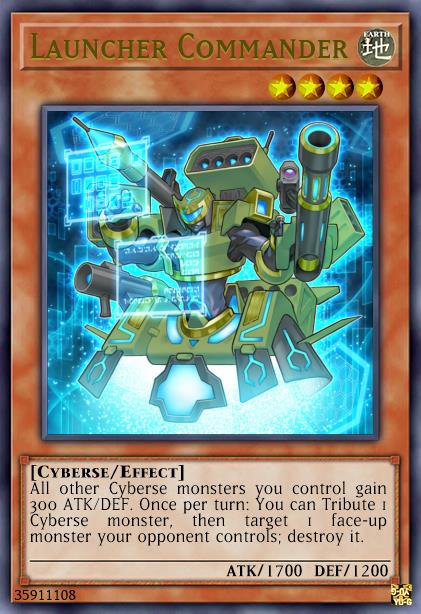 LAUNCHER COMMANDER
EARTH
地
[CYBERSE/EFFECT]
All other Cyberse monsters you control gain
300 ATK/DEF. Once per turn: You can Tribute 1
Cyberse monster, then target 1 face-up
monster your opponent controls; destroy it.
ATK/1700 DEF/1200
35911108